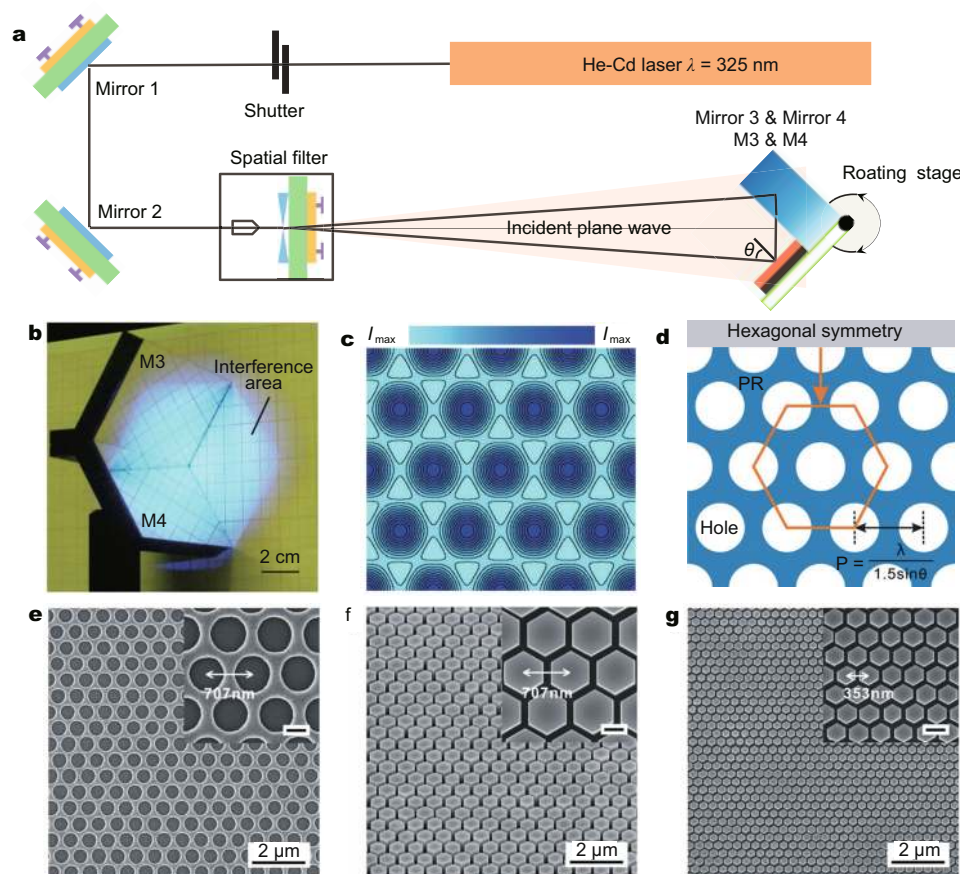 a
He-Cd laser λ = 325 nm
Mirror 1
Shutter
Mirror 3 & Mirror 4
M3 & M4
Spatial filter
Roating stage
Mirror 2
Incident plane wave
θ
b
M3
Interference
area
M4
2 cm
c
I max
I max
d
Hexagonal symmetry
PR
Hole
P = λ / 1.5sinθ
e
707nm
2 μm
f
707nm
2 μm
g
353nm
2 μm